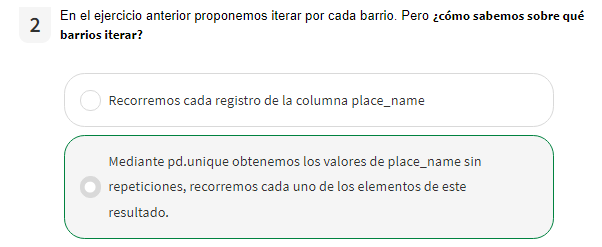 2
En el ejercicio anterior proponemos iterar por cada barrio. Pero ¿cómo sabemos sobre qué
barrios iterar?
Recorremos cada registro de la columna place_name
Mediante pd.unique obtenemos los valores de place_name sin
repeticiones, recorremos cada uno de los elementos de este
resultado.